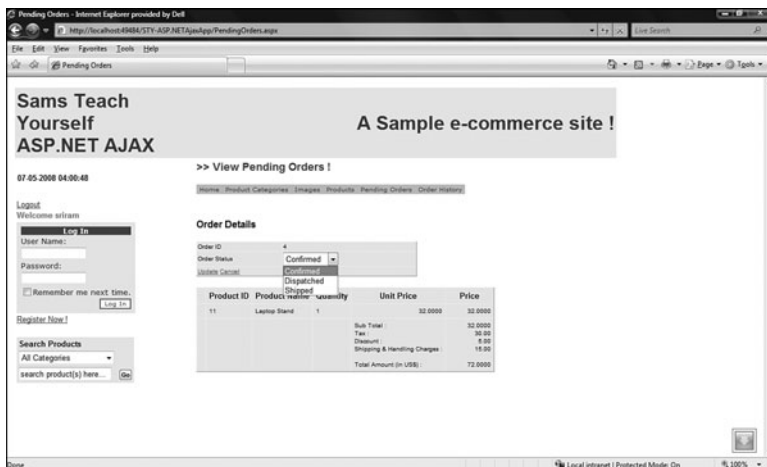 Pending Orders - Internet Explorer provided by Dell
http://localhost:49484/STY-ASP.NETAjaxApp/PendingOrders.aspx
Live Search
File Edit View Favorites Tools Help
Pending Orders
Page Tools
Sams Teach
Yourself
ASP.NET AJAX
A Sample e-commerce site !
07-05-2008 04:00:48
>> View Pending Orders !
Home Product Categories Images Products Pending Orders Order History
Logout
Welcome sriram
Log In
User Name:
Password:
Remember me next time.
Log In
Register Now !
Search Products
All Categories
search product(s) here...
Go
Order Details
Order ID 4
Order Status Confirmed
Update Cancel
Confirmed
Dispatched
Shipped
Product ID Product Name Quantity Unit Price Price
11 Laptop Stand 1 32.0000 32.0000
Sub Total : 32.0000
Tax : 30.00
Discount : 5.00
Shipping & Handling Charges : 15.00
Total Amount (in US$) : 72.0000
Done
Local intranet | Protected Mode: On
100%